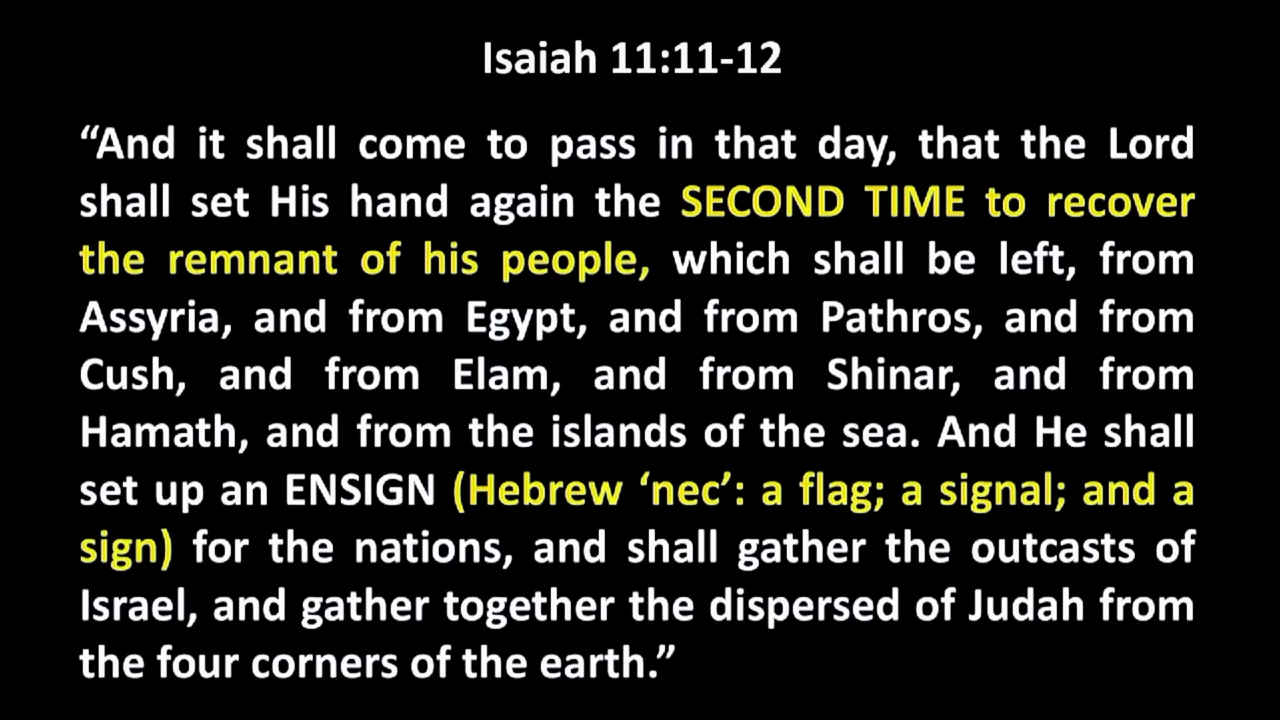 Isaiah 11:11-12
“And it shall come to pass in that day, that the Lord
shall set His hand again the SECOND TIME to recover
the remnant of his people, which shall be left, from
Assyria, and from Egypt, and from Pathros, and from
Cush, and from Elam, and from Shinar, and from
Hamath, and from the islands of the sea. And He shall
set up an ENSIGN (Hebrew ‘nec’: a flag; a signal; and a
sign) for the nations, and shall gather the outcasts of
Israel, and gather together the dispersed of Judah from
the four corners of the earth.”